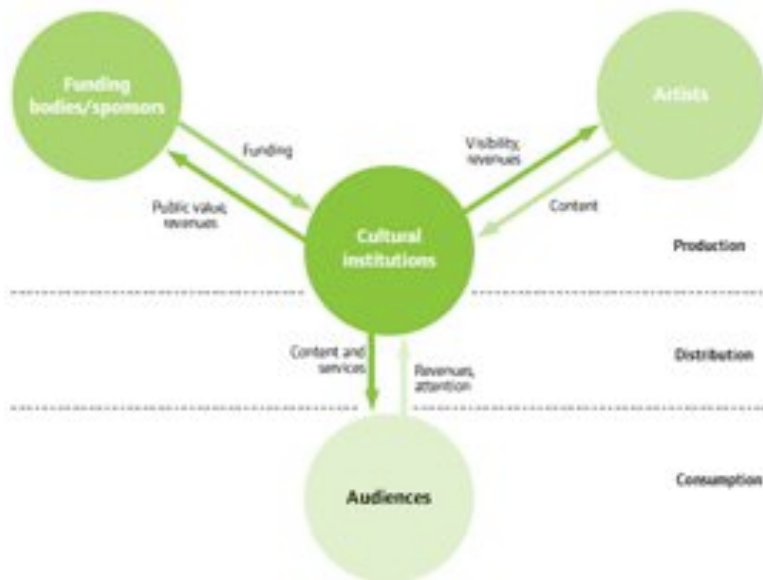 Funding
bodies/sponsors
Artists
Funding
Visibility,
revenues
Public value,
revenues
Content
Cultural
institutions
Production
Content and
services
Revenues,
attention
Distribution
Audiences
Consumption